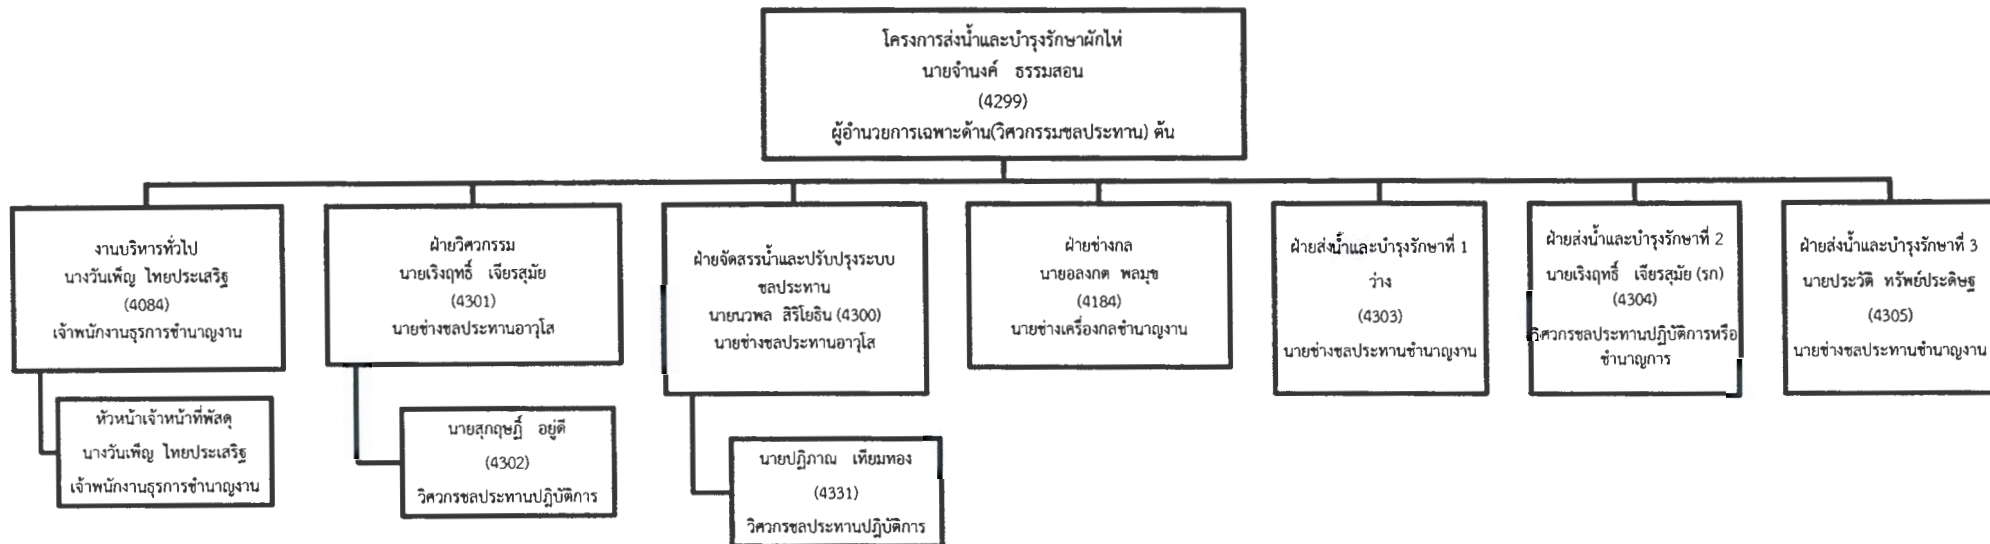 โครงการส่งน้ำและบำรุงรักษาผักไห่
นายจำนงค์ ธรรมสอน
(4299)
ผู้อำนวยการเฉพาะด้าน(วิศวกรรมชลประทาน) ต้น
งานบริหารทั่วไป
นางวันเพ็ญ ไทยประเสริฐ
(4084)
เจ้าพนักงานธุรการชำนาญงาน
หัวหน้าเจ้าหน้าที่พัสดุ
นางวันเพ็ญ ไทยประเสริฐ
เจ้าพนักงานธุรการชำนาญงาน
ฝ่ายวิศวกรรม
นายเริงฤทธิ์ เจียรสุมัย
(4301)
นายช่างชลประทานอาวุโส
นายสุกฤษฎิ์ อยู่ดี
(4302)
วิศวกรชลประทานปฏิบัติการ
ฝ่ายจัดสรรน้ำและปรับปรุงระบบ
ชลประทาน
นายนวพล สิริโยธิน (4300)
นายช่างชลประทานอาวุโส
นายปฏิภาณ เทียมทอง
(4331)
วิศวกรชลประทานปฏิบัติการ
ฝ่ายช่างกล
นายอลงกต พลมุข
(4184)
นายช่างเครื่องกลชำนาญงาน
ฝ่ายส่งน้ำและบำรุงรักษาที่ 1
ว่าง
(4303)
นายช่างชลประทานชำนาญงาน
ฝ่ายส่งน้ำและบำรุงรักษาที่ 2
นายเริงฤทธิ์ เจียรสุมัย (รก)
(4304)
วิศวกรชลประทานปฏิบัติการหรือ
ชำนาญการ
ฝ่ายส่งน้ำและบำรุงรักษาที่ 3
นายประวัติ ทรัพย์ประดิษฐ
(4305)
นายช่างชลประทานชำนาญงาน